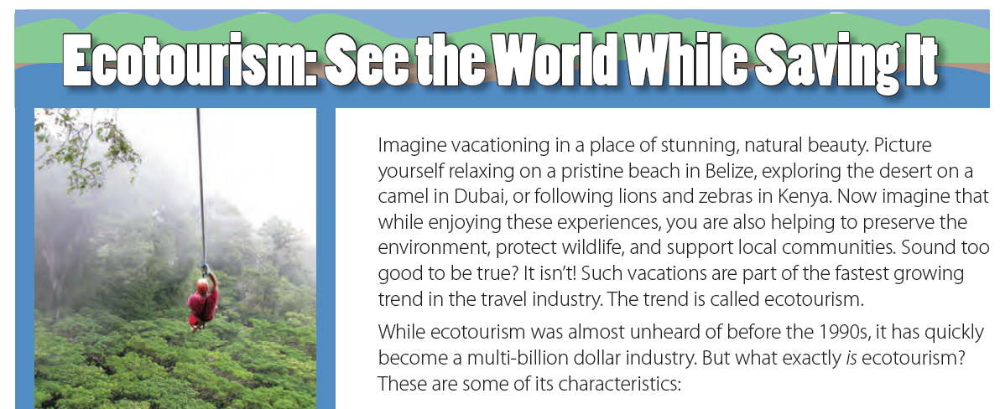 Ecotourism: See the World While Saving It
Imagine vacationing in a place of stunning, natural beauty. Picture
yourself relaxing on a pristine beach in Belize, exploring the desert on a
camel in Dubai, or following lions and zebras in Kenya. Now imagine that
while enjoying these experiences, you are also helping to preserve the
environment, protect wildlife, and support local communities. Sound too
good to be true? It isn’t! Such vacations are part of the fastest growing
trend in the travel industry. The trend is called ecotourism.
While ecotourism was almost unheard of before the 1990s, it has quickly
become a multi-billion dollar industry. But what exactly is ecotourism?
These are some of its characteristics: